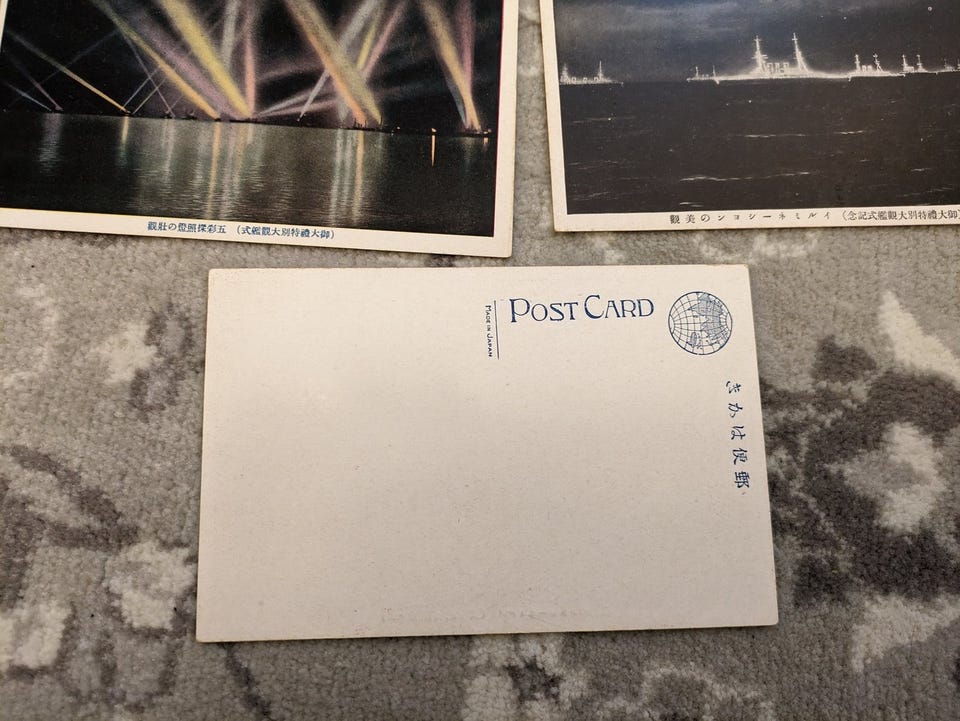 (御大禮特別大觀艦式) 五彩探照燈の壯觀
(御大禮特別大觀艦式記念) イルミネーシヨンの美觀
POST CARD
MADE IN JAPAN
郵便はかき